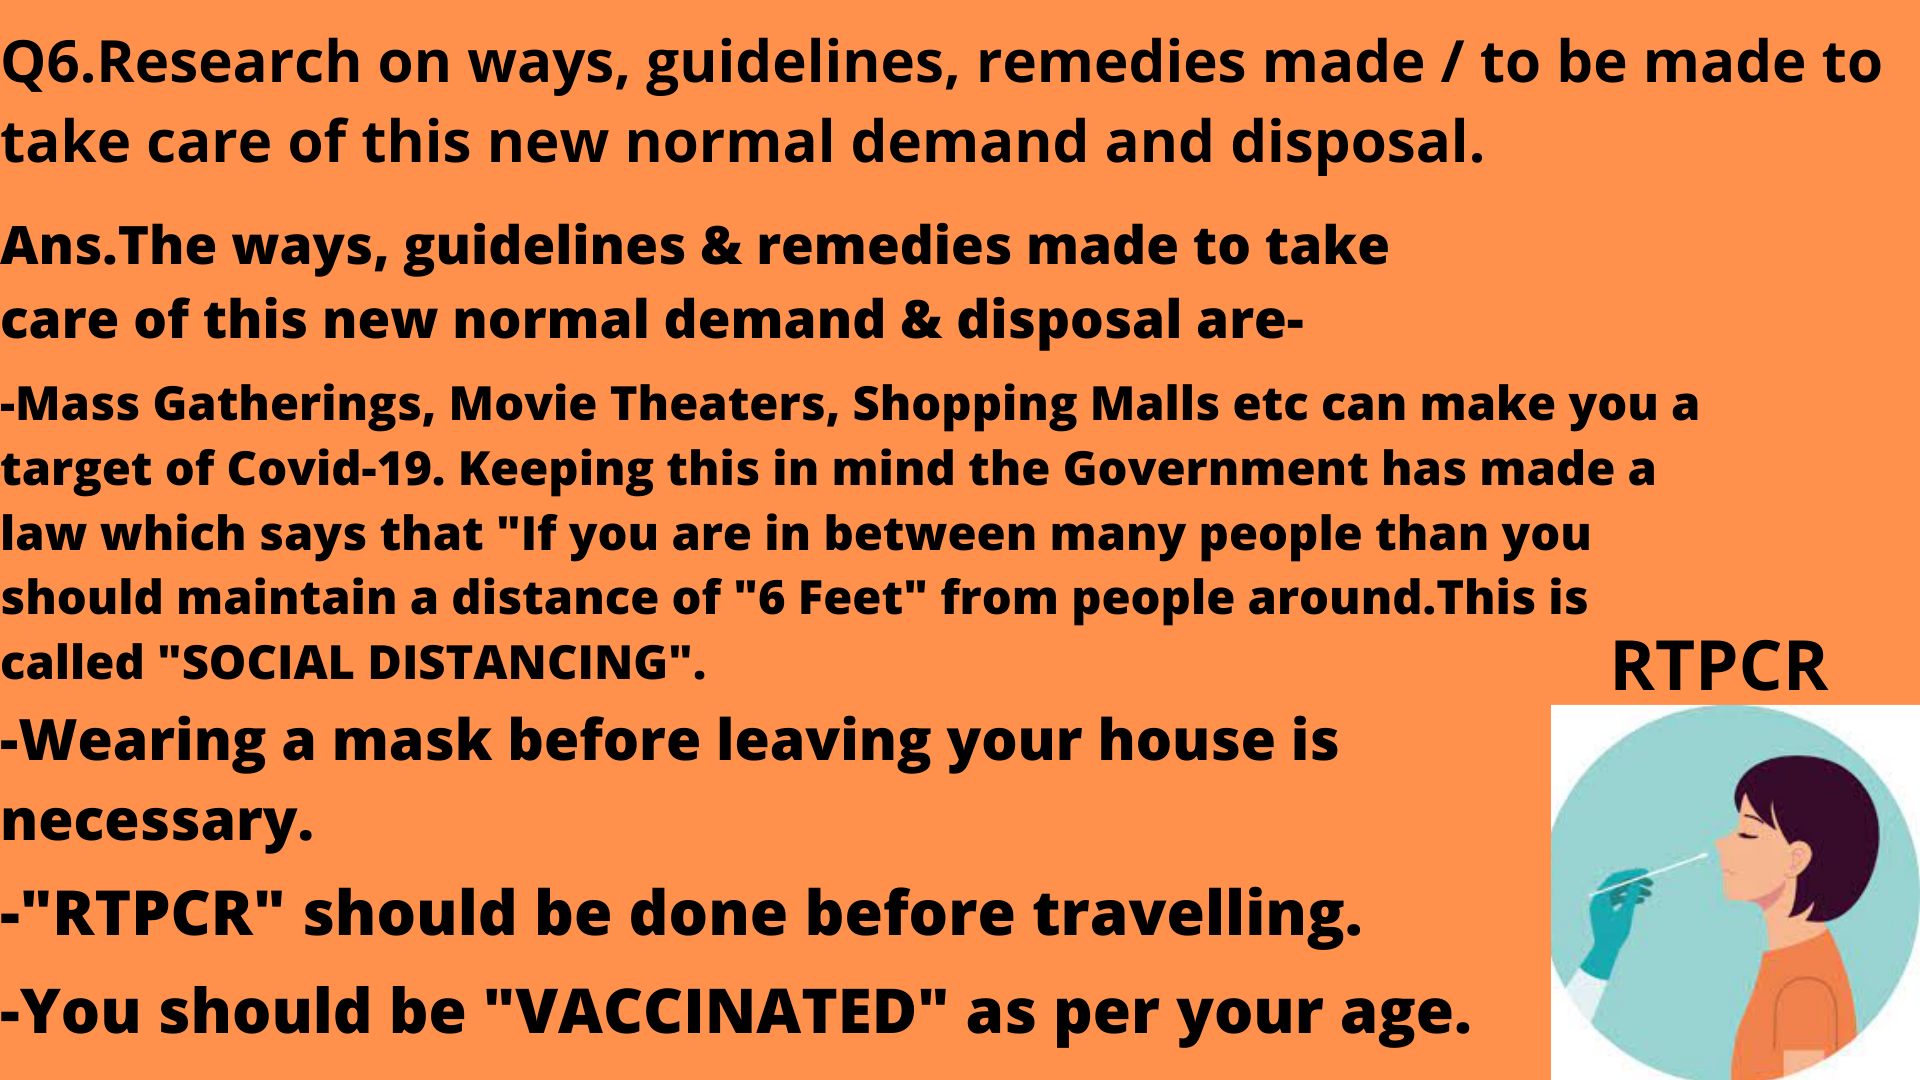 Q6.Research on ways, guidelines, remedies made / to be made to
take care of this new normal demand and disposal.
Ans.The ways, guidelines & remedies made to take
care of this new normal demand & disposal are-
-Mass Gatherings, Movie Theaters, Shopping Malls etc can make you a
target of Covid-19. Keeping this in mind the Government has made a
law which says that "If you are in between many people than you
should maintain a distance of "6 Feet" from people around.This is
called "SOCIAL DISTANCING".
RTPCR
-Wearing a mask before leaving your house is
necessary.
-"RTPCR" should be done before travelling.
-You should be "VACCINATED" as per your age.